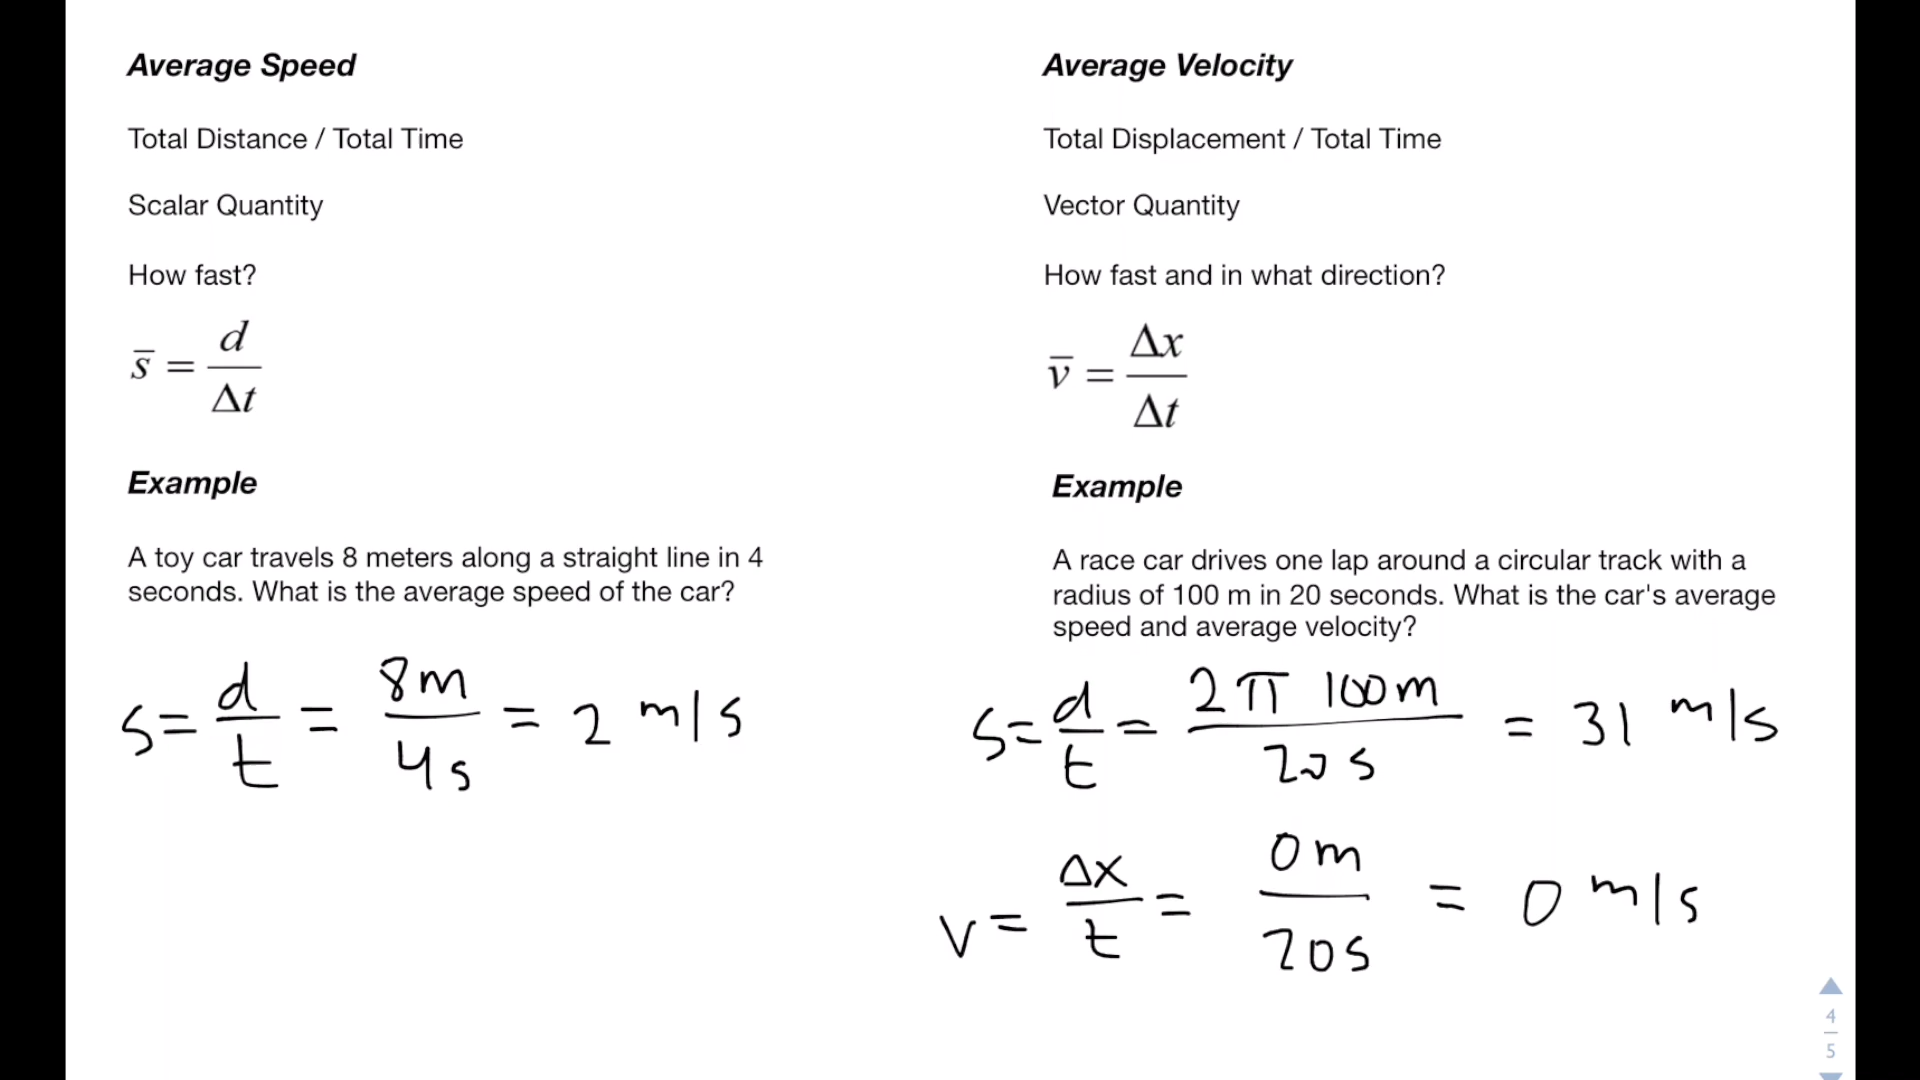 Average Speed
Total Distance / Total Time
Scalar Quantity
How fast?
s̅ = d / Δt
Example
A toy car travels 8 meters along a straight line in 4
seconds. What is the average speed of the car?
s = d/t = 8m/4s = 2 m/s
Average Velocity
Total Displacement / Total Time
Vector Quantity
How fast and in what direction?
v̅ = Δx / Δt
Example
A race car drives one lap around a circular track with a
radius of 100 m in 20 seconds. What is the car's average
speed and average velocity?
s = d/t = 2π 100m/20s = 31 m/s
v = Δx/t = 0m/20s = 0 m/s
4
5